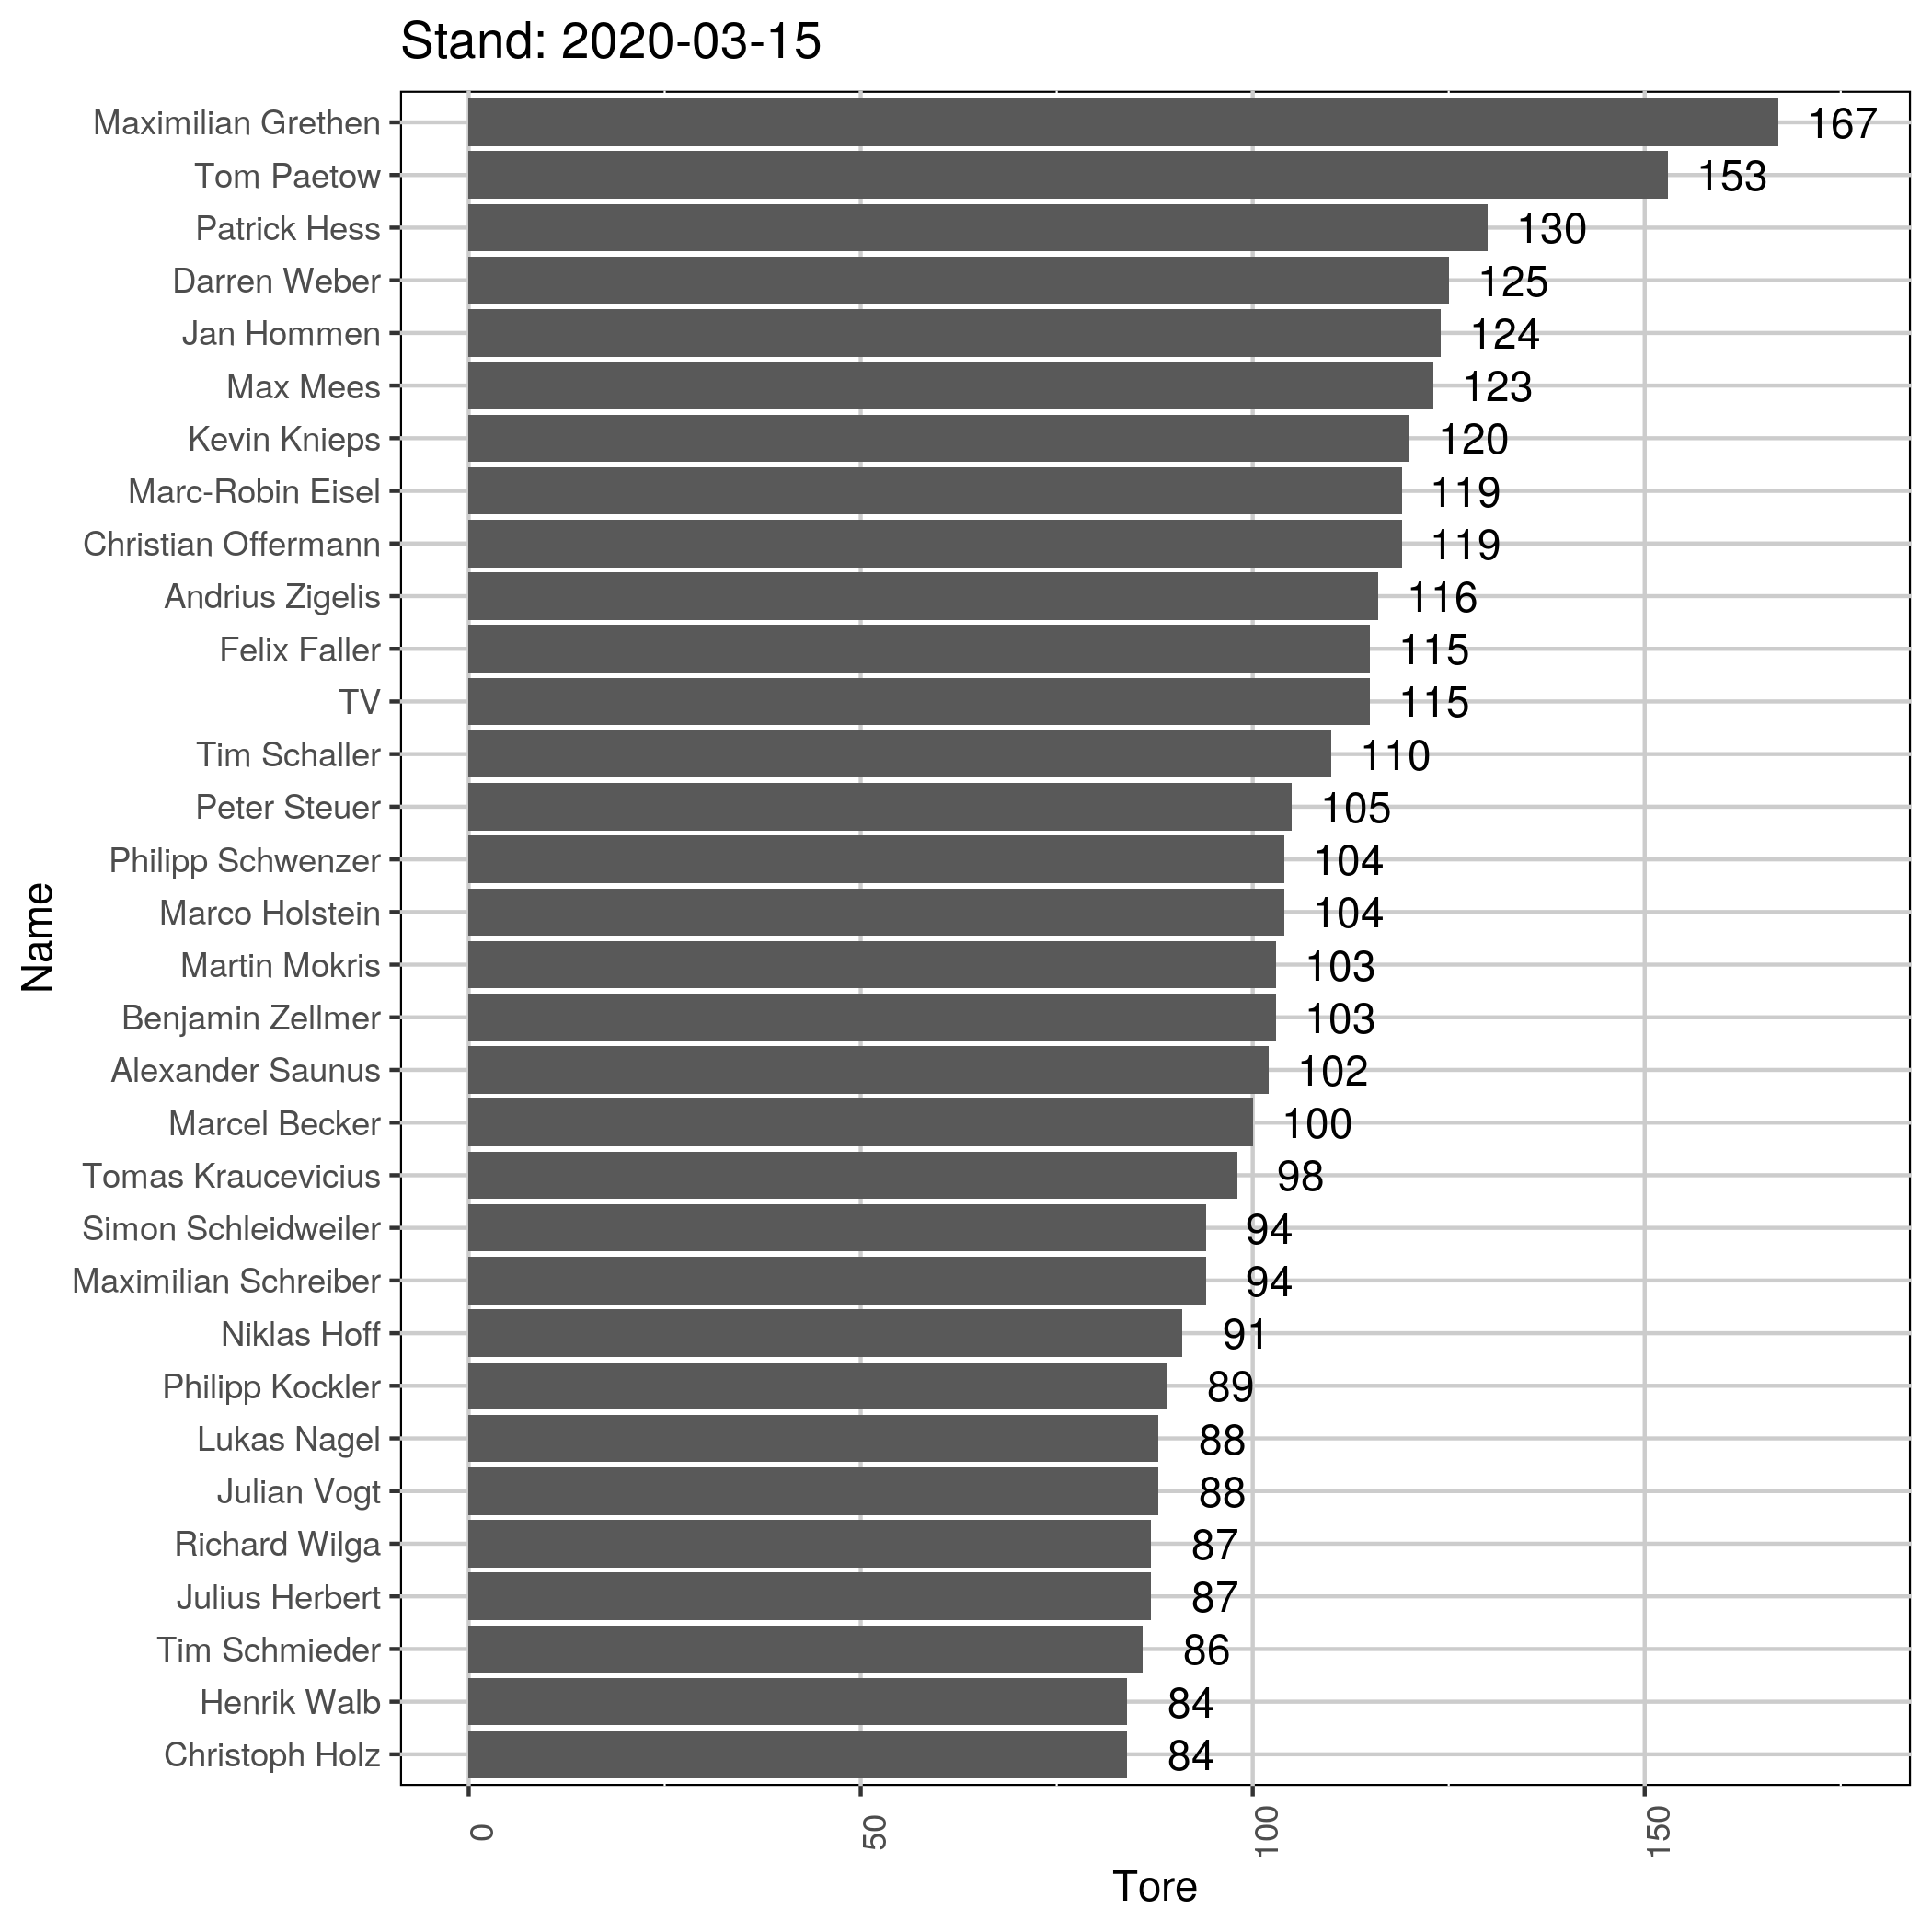 Stand: 2020-03-15
Maximilian Grethen 167
Tom Paetow 153
Patrick Hess 130
Darren Weber 125
Jan Hommen 124
Max Mees 123
Kevin Knieps 120
Marc-Robin Eisel 119
Christian Offermann 119
Andrius Zigelis 116
Felix Faller 115
TV 115
Tim Schaller 110
Peter Steuer 105
Philipp Schwenzer 104
Marco Holstein 104
Martin Mokris 103
Benjamin Zellmer 103
Alexander Saunus 102
Marcel Becker 100
Tomas Kraucevicius 98
Simon Schleidweiler 94
Maximilian Schreiber 94
Niklas Hoff 91
Philipp Kockler 89
Lukas Nagel 88
Julian Vogt 88
Richard Wilga 87
Julius Herbert 87
Tim Schmieder 86
Henrik Walb 84
Christoph Holz 84
Name
0 50 100 150
Tore